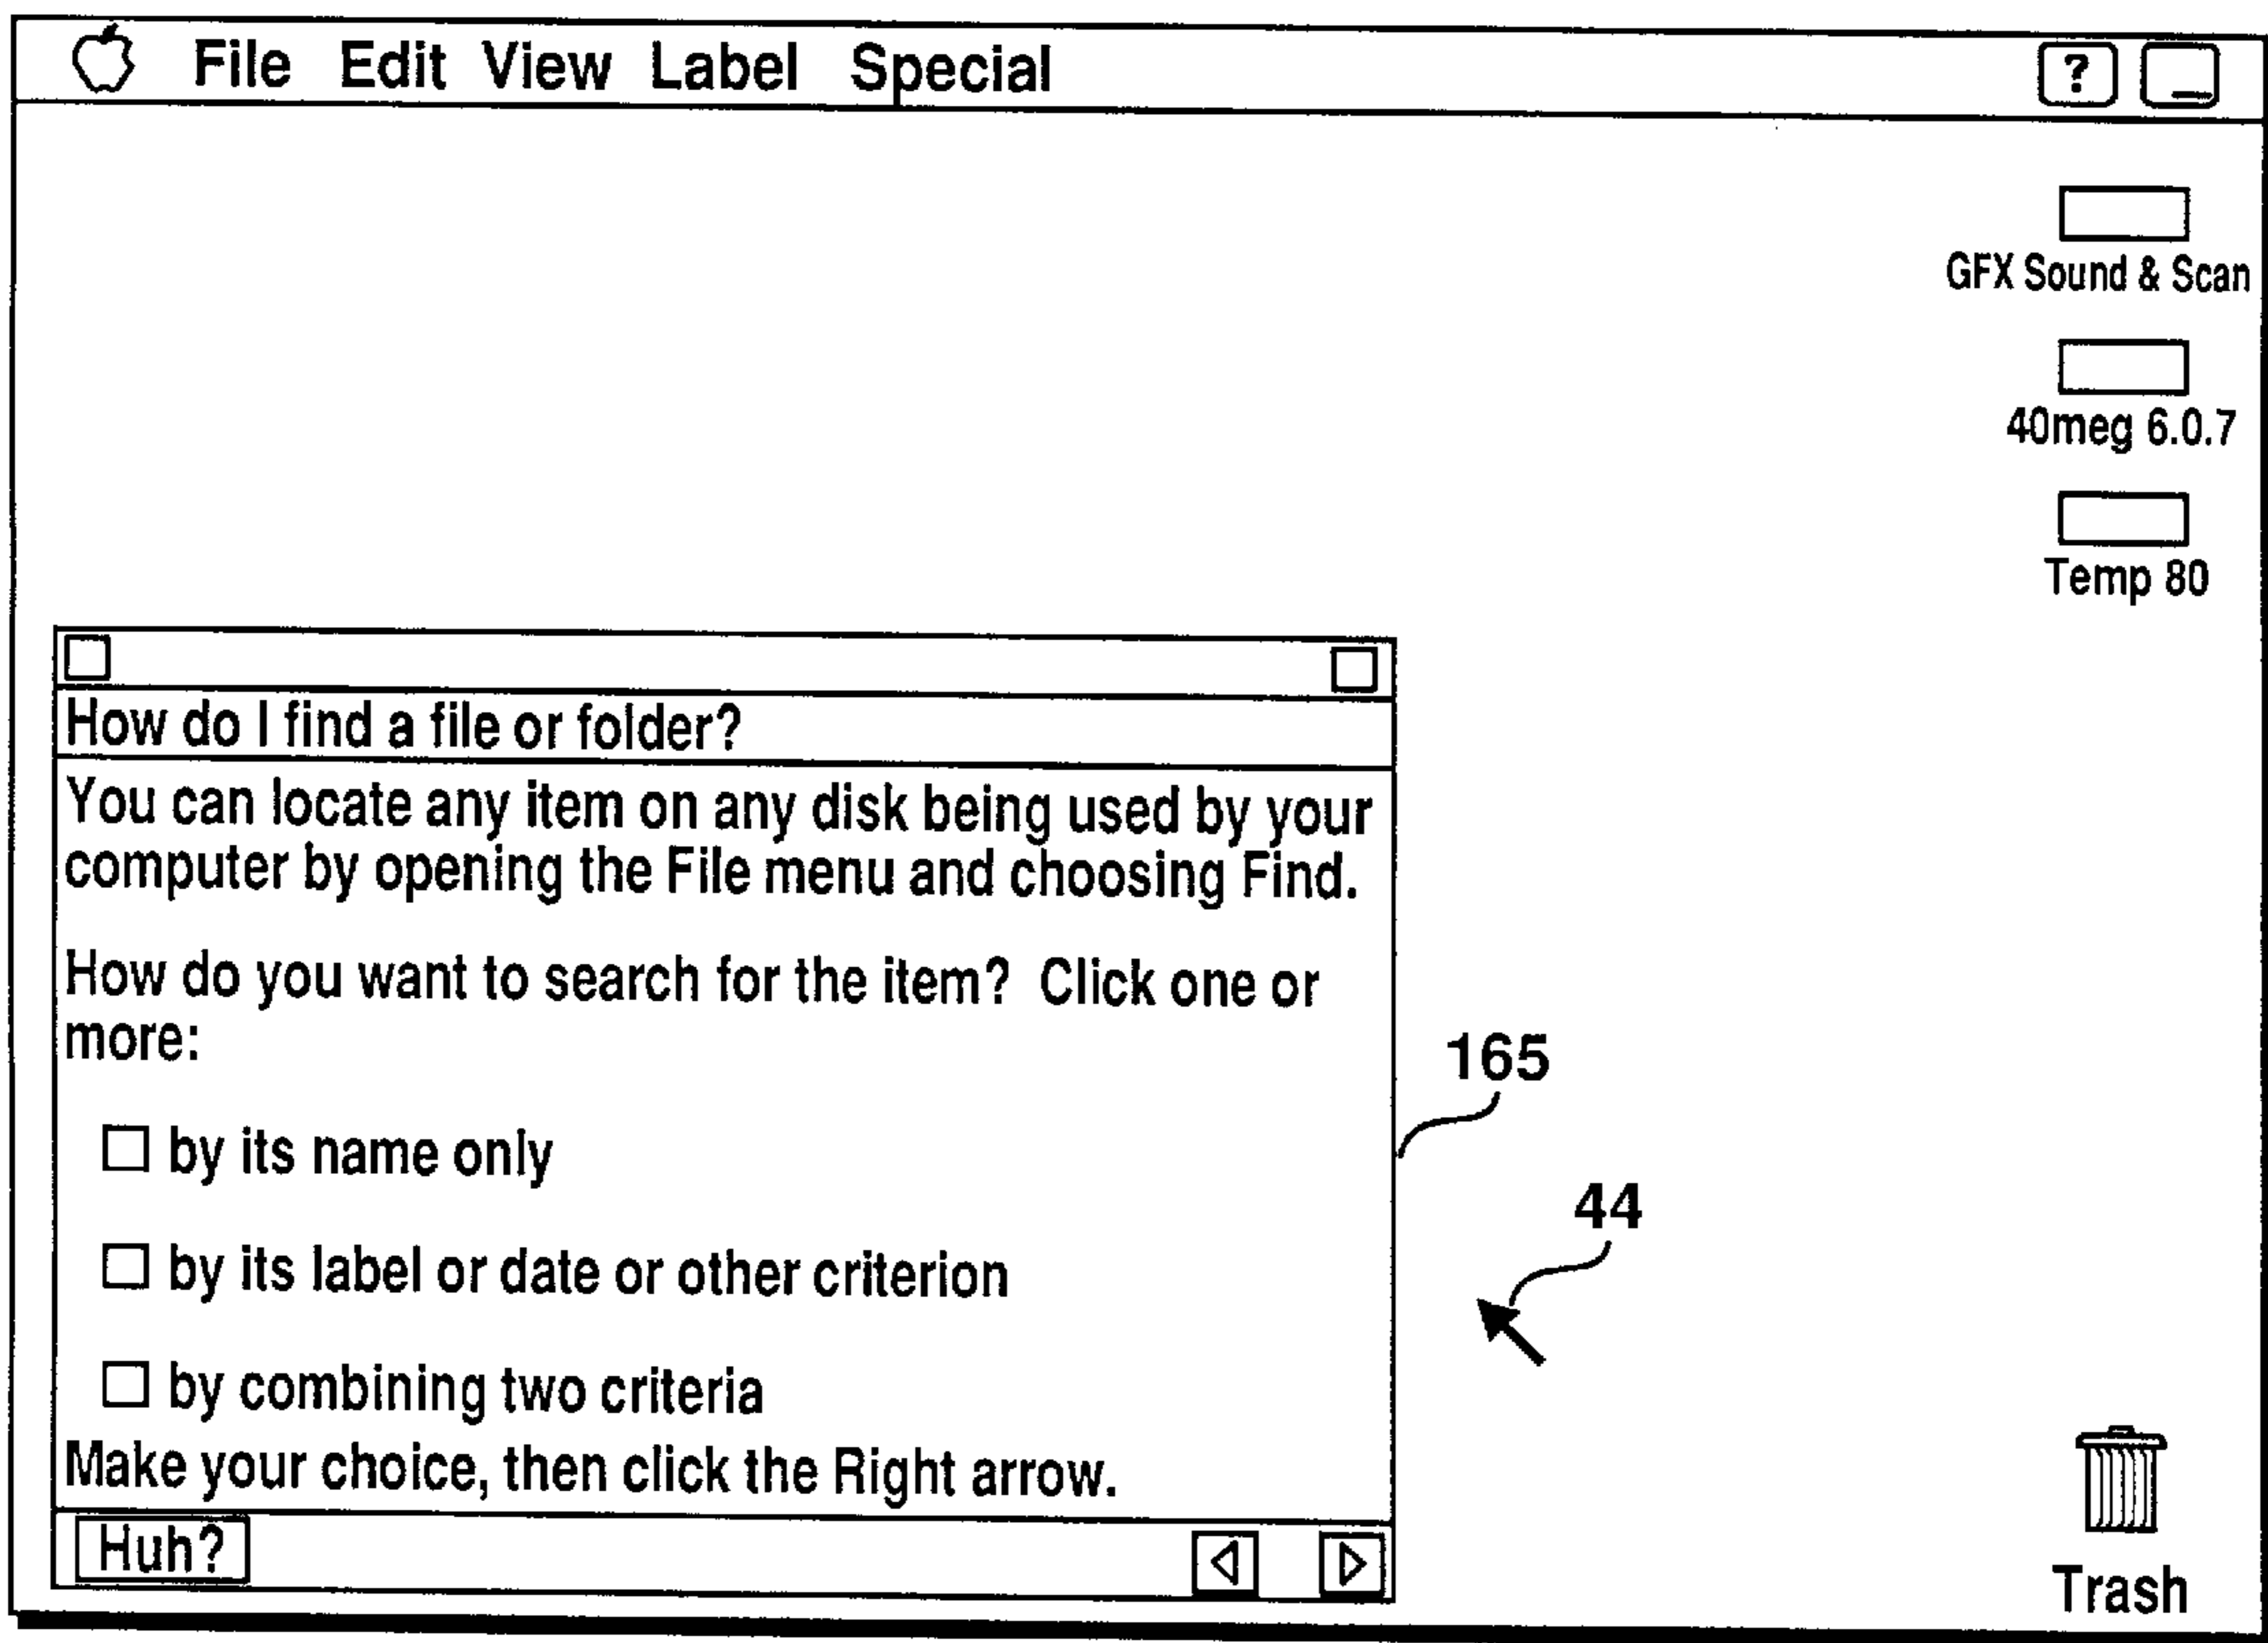 File Edit View Label Special ?
GFX Sound & Scan
40meg 6.0.7
Temp 80
How do I find a file or folder?
You can locate any item on any disk being used by your
computer by opening the File menu and choosing Find.
How do you want to search for the item? Click one or
more:
by its name only
by its label or date or other criterion
by combining two criteria
Make your choice, then click the Right arrow.
Huh?
165
44
Trash